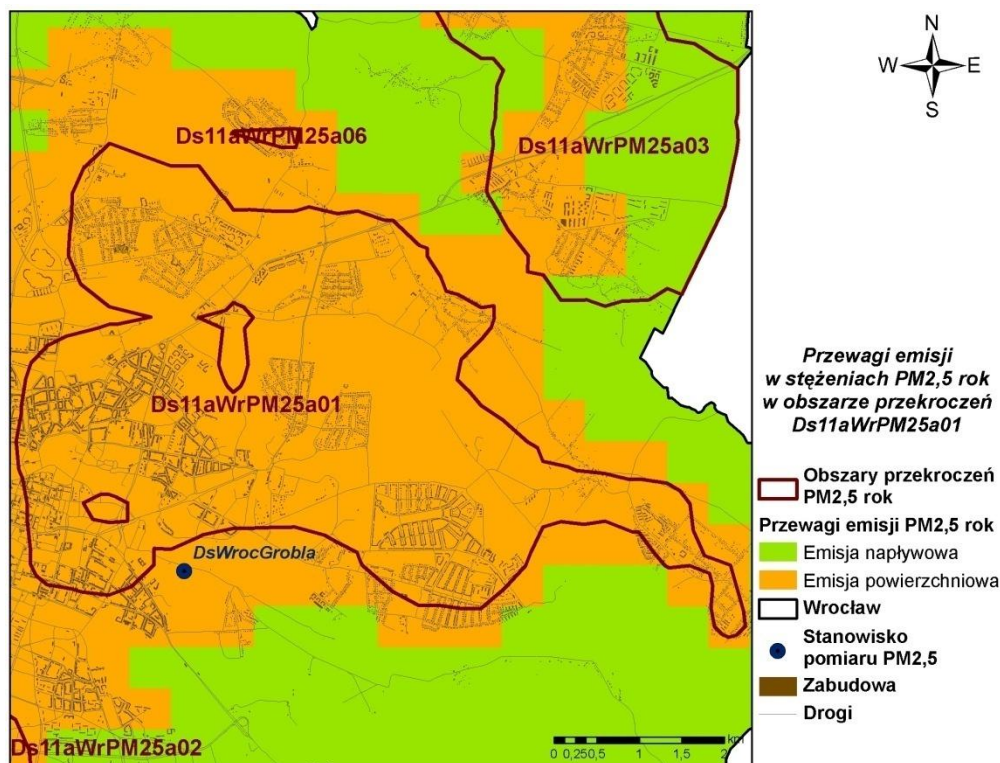 N
W E
S
Ds11aWrPM25a06
Ds11aWrPM25a03
Ds11aWrPM25a01
DsWrocGrobla
Ds11aWrPM25a02
km
0 0,250,5 1 1,5 2
Przewagi emisji
w stężeniach PM2,5 rok
w obszarze przekroczeń
Ds11aWrPM25a01
Obszary przekroczeń
PM2,5 rok
Przewagi emisji PM2,5 rok
Emisja napływowa
Emisja powierzchniowa
Wrocław
Stanowisko
pomiaru PM2,5
Zabudowa
Drogi